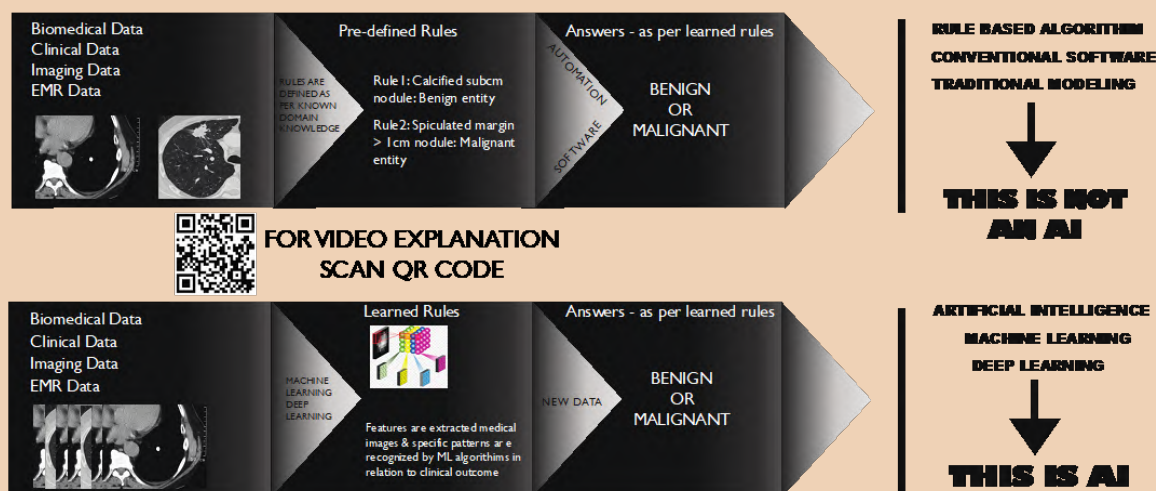 Biomedical Data
Clinical Data
Imaging Data
EMR Data
RULES ARE
DEFINED AS
PER KNOWN
DOMAIN
KNOWLEDGE
Pre-defined Rules
Rule1: Calcified subcm
nodule: Benign entity
Rule2: Spiculated margin
> 1cm nodule: Malignant
entity
AUTOMATION
SOFTWARE
Answers - as per learned rules
BENIGN
OR
MALIGNANT
RULE BASED ALGORITHM
CONVENTIONAL SOFTWARE
TRADITIONAL MODELING
THIS IS NOT
AN AI
FOR VIDEO EXPLANATION
SCAN QR CODE
Biomedical Data
Clinical Data
Imaging Data
EMR Data
MACHINE
LEARNING
DEEP
LEARNING
Learned Rules
Features are extracted medical
images & specific patterns are
recognized by ML algorithims in
relation to clinical outcome
NEW DATA
Answers - as per learned rules
BENIGN
OR
MALIGNANT
ARTIFICIAL INTELLIGENCE
MACHINE LEARNING
DEEP LEARNING
THIS IS AI